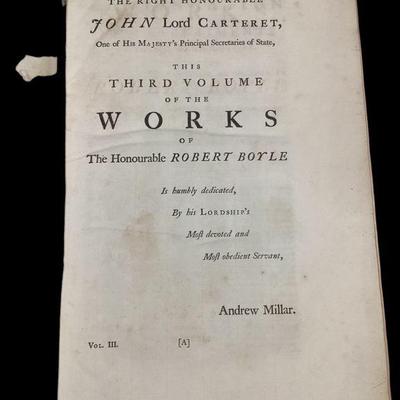 THE RIGHT HONOURABLE
JOHN Lord CARTERET,
One of HIS MAJESTY's Principal Secretaries of State,
THIS
THIRD VOLUME
OF THE
WORKS
OF
The Honourable ROBERT BOYLE
Is humbly dedicated,
By his LORDSHIP's
Moſt devoted and
Moſt obedient Servant,
Andrew Millar.
VOL. III. [A]